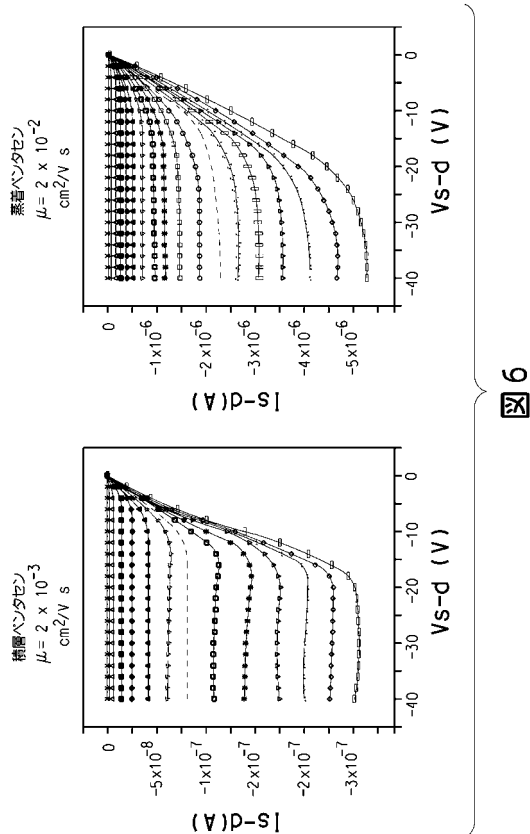 積層ペンタセン
μ = 2 x 10-3
cm2/V s
0
-5x10-8
-1x10-7
-2x10-7
-2x10-7
-3x10-7
Is-d(A)
-40
-30
-20
-10
0
Vs-d (V)
蒸着ペンタセン
μ = 2 x 10-2
cm2/V s
0
-1x10-6
-2x10-6
-3x10-6
-4x10-6
-5x10-6
Is-d(A)
-40
-30
-20
-10
0
Vs-d (V)
図6